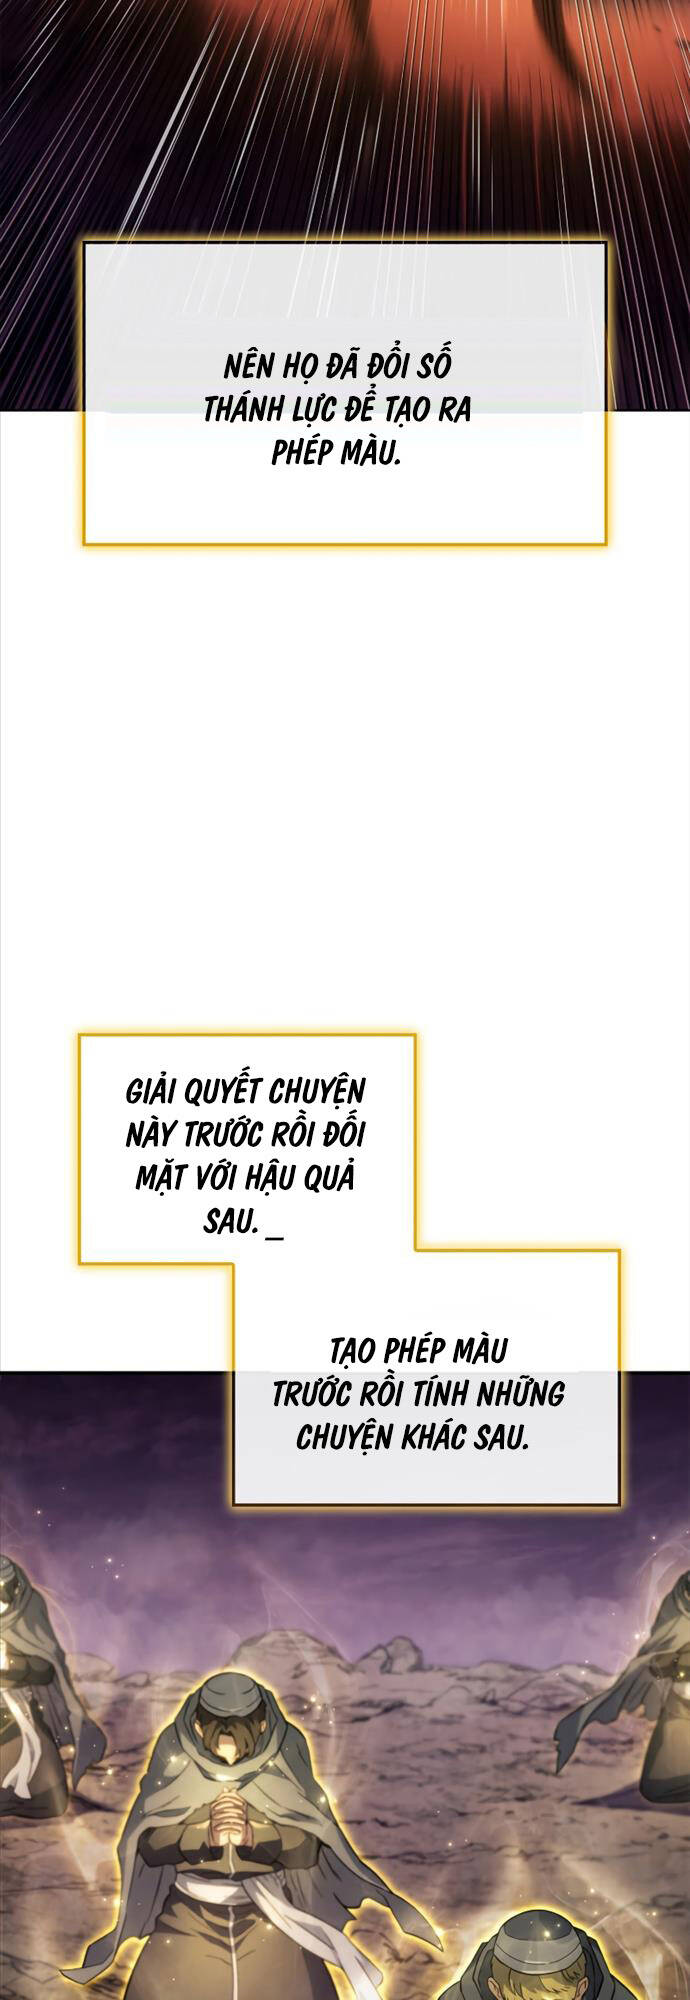 NÊN HỌ ĐÃ ĐỔI SỐ
THÁNH LỰC ĐỂ TẠO RA
PHÉP MÀU.
GIẢI QUYẾT CHUYỆN
NÀY TRƯỚC RỒI ĐỐI
MẶT VỚI HẬU QUẢ
SAU. _
TẠO PHÉP MÀU
TRƯỚC RỒI TÍNH NHỮNG
CHUYỆN KHÁC SAU.